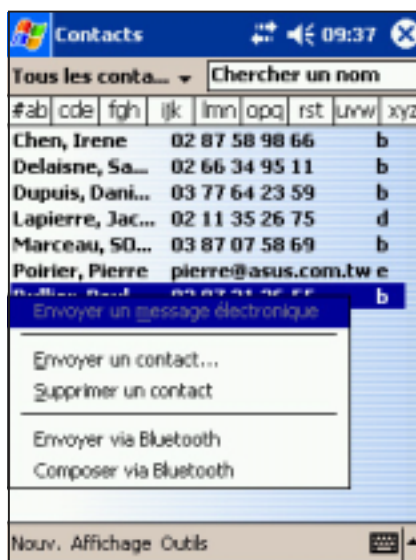 Contacts 09:37
Tous les conta... Chercher un nom
#ab cde fgh ijk lmn opq rst uvw xyz
Chen, Irene 02 87 58 98 66 b
Delaisne, Sa... 02 66 34 95 11 b
Dupuis, Dani... 03 77 64 23 59 b
Lapierre, Jac... 02 11 35 26 75 d
Marceau, SO... 03 87 07 58 69 b
Poirier, Pierre pierre@asus.com.tw e
b
Envoyer un message électronique
Envoyer un contact...
Supprimer un contact
Envoyer via Bluetooth
Composer via Bluetooth
Nouv. Affichage Outils